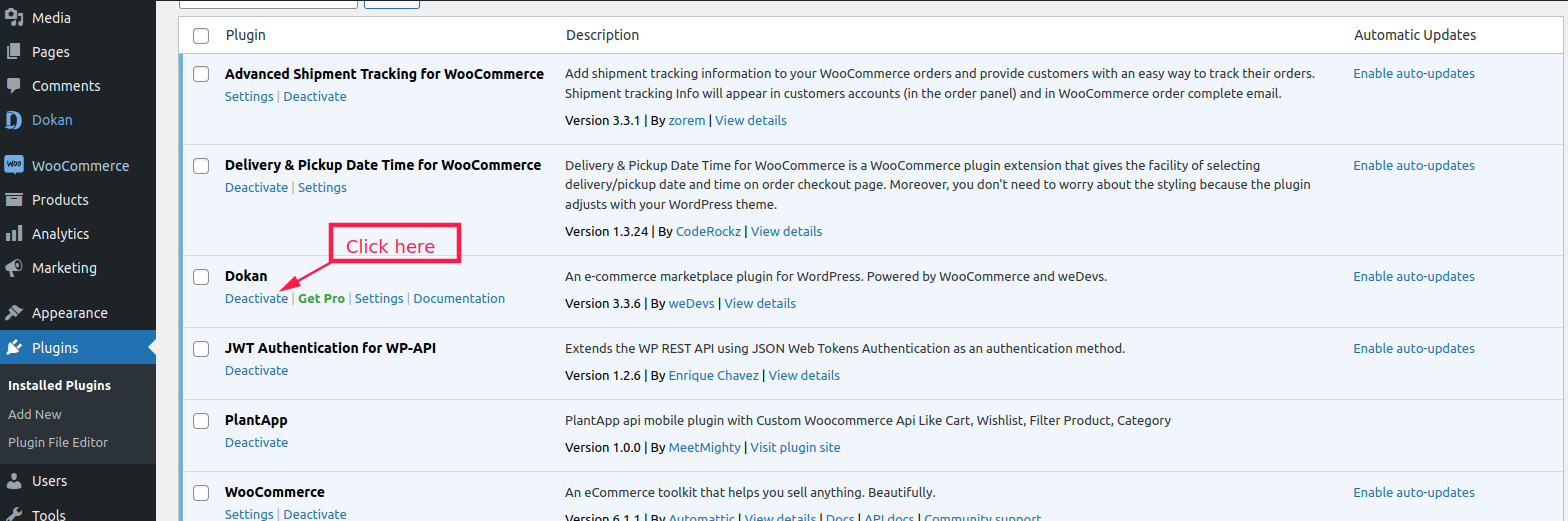 Media
Pages
Comments
Dokan
WooCommerce
Products
Analytics
Marketing
Appearance
Plugins
Installed Plugins
Add New
Plugin File Editor
Users
Tools
Plugin Description Automatic Updates
Advanced Shipment Tracking for WooCommerce
Settings | Deactivate
Add shipment tracking information to your WooCommerce orders and provide customers with an easy way to track their orders.
Shipment tracking Info will appear in customers accounts (in the order panel) and in WooCommerce order complete email.
Version 3.3.1 | By zorem | View details
Enable auto-updates
Delivery & Pickup Date Time for WooCommerce
Deactivate | Settings
Delivery & Pickup Date Time for WooCommerce is a WooCommerce plugin extension that gives the facility of selecting
delivery/pickup date and time on order checkout page. Moreover, you don't need to worry about the styling because the plugin
adjusts with your WordPress theme.
Version 1.3.24 | By CodeRockz | View details
Enable auto-updates
Click here
Dokan
Deactivate | Get Pro | Settings | Documentation
An e-commerce marketplace plugin for WordPress. Powered by WooCommerce and weDevs.
Version 3.3.6 | By weDevs | View details
Enable auto-updates
JWT Authentication for WP-API
Deactivate
Extends the WP REST API using JSON Web Tokens Authentication as an authentication method.
Version 1.2.6 | By Enrique Chavez | View details
Enable auto-updates
PlantApp
Deactivate
PlantApp api mobile plugin with Custom Woocommerce Api Like Cart, Wishlist, Filter Product, Category
Version 1.0.0 | By MeetMighty | Visit plugin site
WooCommerce
Settings | Deactivate
An eCommerce toolkit that helps you sell anything. Beautifully.
Version 6.1.1 | By Automattic | View details | Docs | API docs | Community support
Enable auto-updates